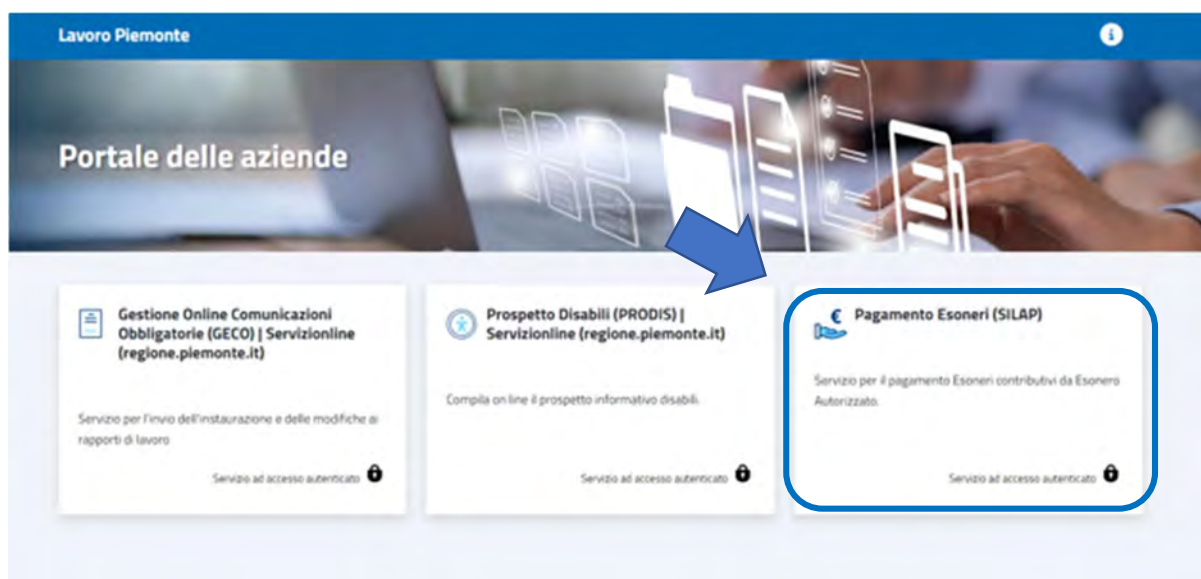 Lavoro Piemonte
Portale delle aziende
Gestione Online Comunicazioni
Obbligatorie (GECO) | Servizionline
(regione.piemonte.it)
Servizio per l'invio dell'instaurazione e delle modifiche ai
rapporti di lavoro
Servizio ad accesso autenticato
Prospetto Disabili (PRODIS) |
Servizionline (regione.piemonte.it)
Compila on line il prospetto informativo disabili.
Servizio ad accesso autenticato
Pagamento Esoneri (SILAP)
Servizio per il pagamento Esoneri contributivi da Esonero
Autorizzato.
Servizio ad accesso autenticato